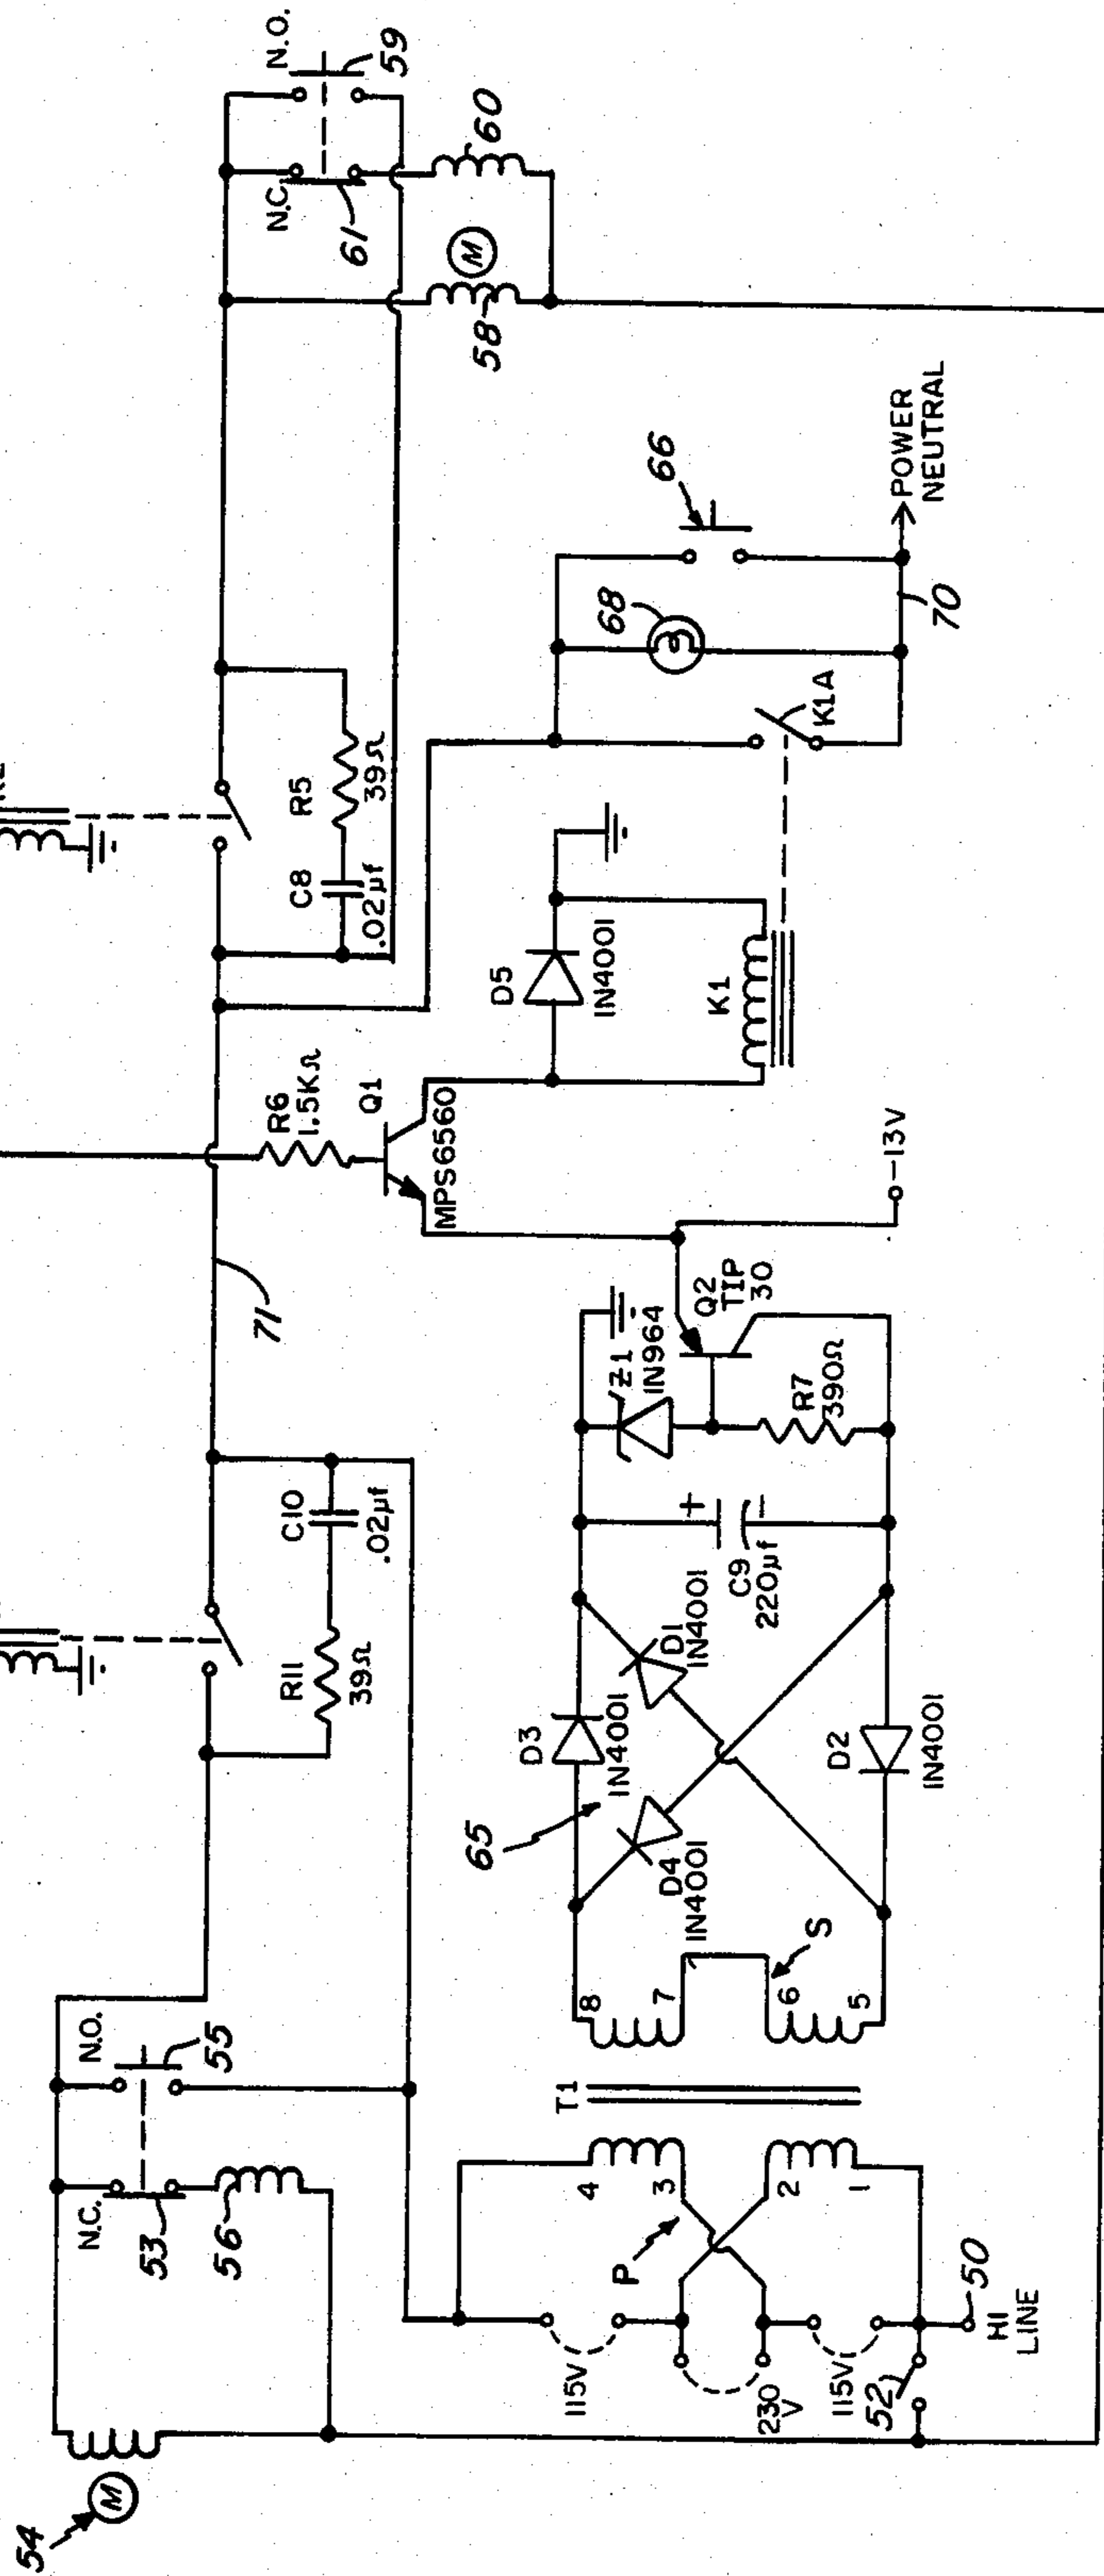 N.O.
59
N.C.
61
60
M
58
K2
R5
39Ω
C8
.02µf
66
68
K1A
POWER
NEUTRAL
70
D5
IN4001
K1
R6
1.5KΩ
Q1
MPS6560
-13V
71
Z1
IN964
Q2
TIP
30
R7
390Ω
C10
.02µf
R11
39Ω
+
−
C9
220µf
D1
IN4001
D3
IN4001
65
D4
IN4001
D2
IN4001
S
8
7
6
5
T1
4
3
2
1
P
N.O.
55
N.C.
53
56
54
M
115V
230
V
115V
52
50
HI
LINE